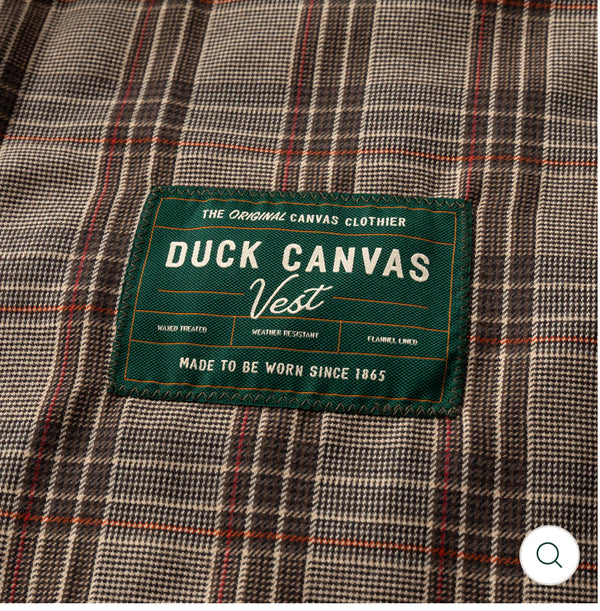 THE ORIGINAL CANVAS CLOTHIER
DUCK CANVAS
Vest
WAXED TREATED WEATHER RESISTANT FLANNEL LINED
MADE TO BE WORN SINCE 1865